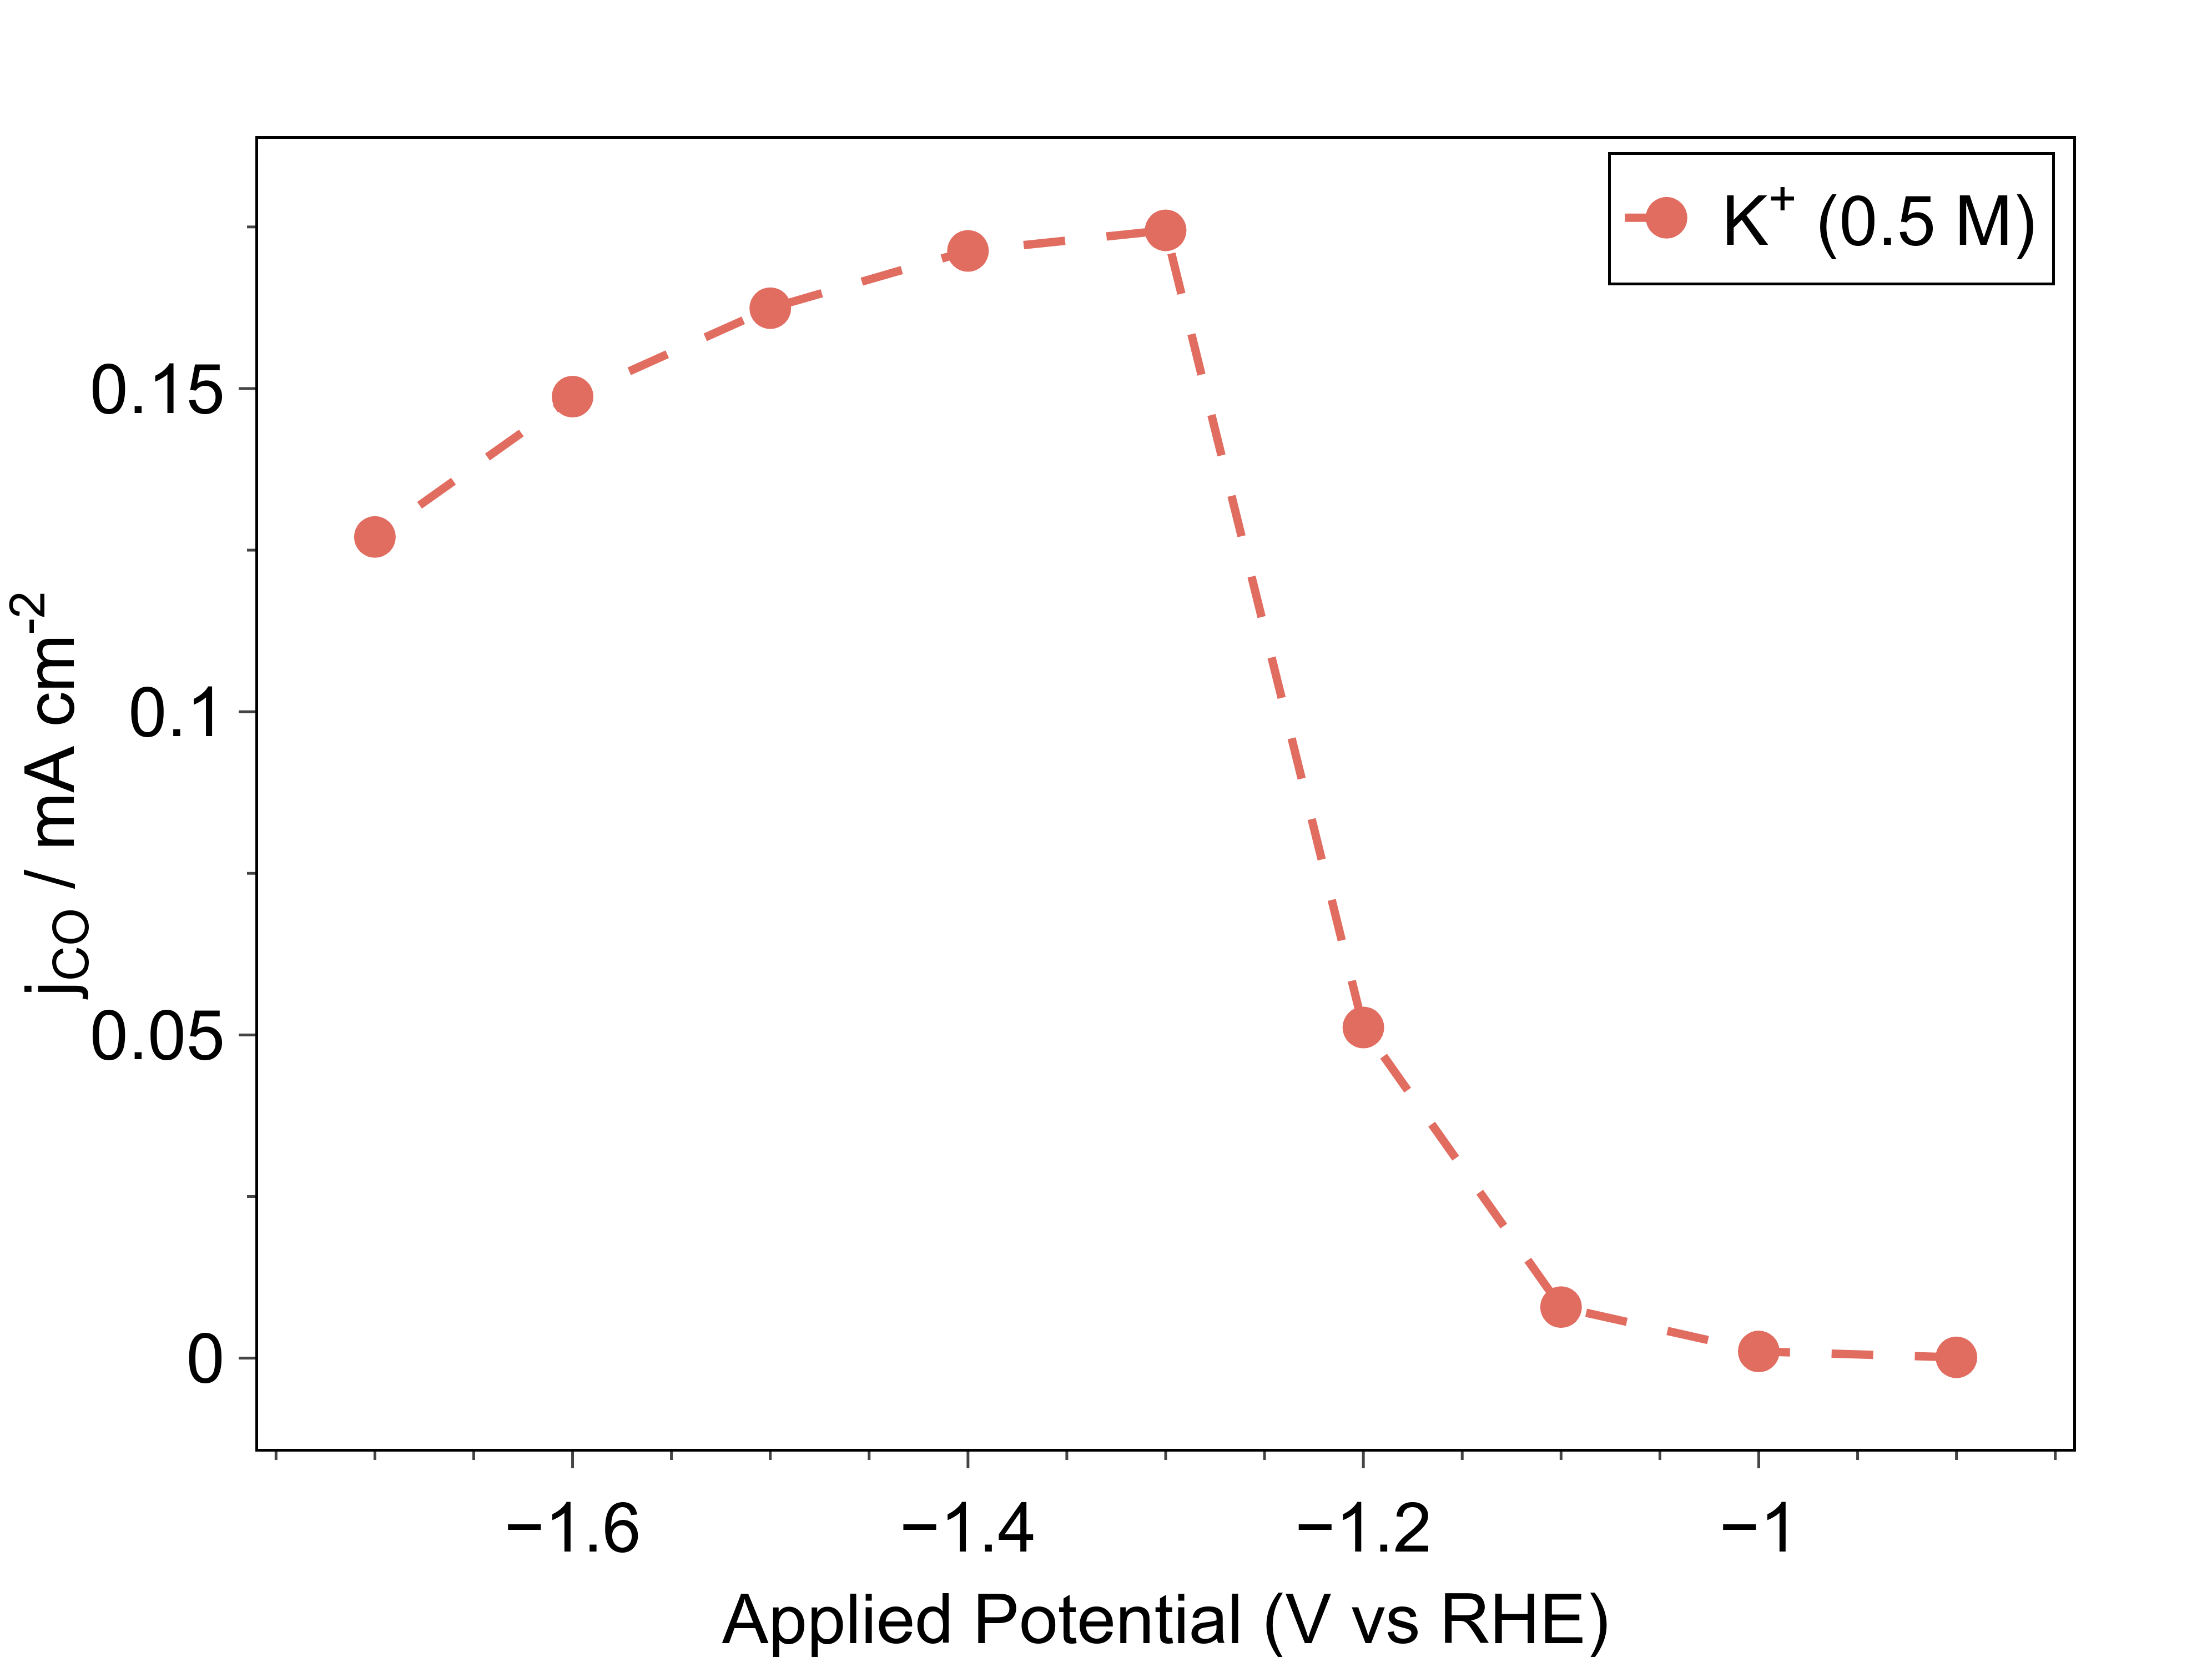 K⁺ (0.5 M)
jco / mA cm⁻²
0.15
0.1
0.05
0
−1.6
−1.4
−1.2
−1
Applied Potential (V vs RHE)